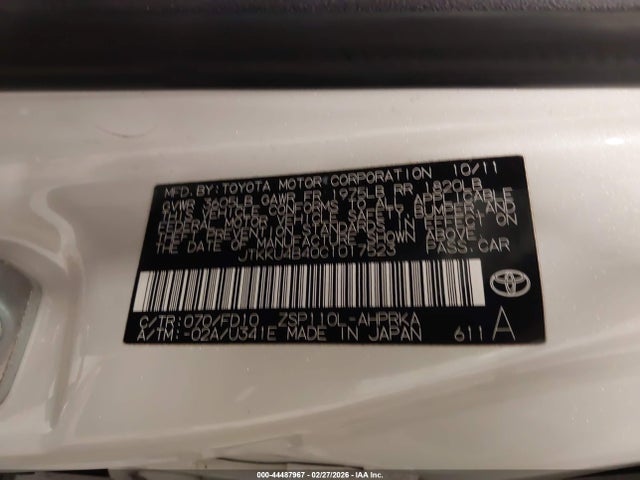 MFD. BY: TOYOTA MOTOR CORPORATION 10/11
GVWR 3605LB GAWR FR 1975LB RR 1820LB
THIS VEHICLE CONFORMS TO ALL APPLICABLE
FEDERAL MOTOR VEHICLE SAFETY, BUMPER, AND
THEFT PREVENTION STANDARDS IN EFFECT ON
THE DATE OF MANUFACTURE SHOWN ABOVE.
JTKKU4B40C1017523 PASS.CAR
C/TR:070/FD10 ZSP110L-AHPRKA
A/TM:-02A/U341E MADE IN JAPAN 611 A
000-44487967 - 02/27/2026 - IAA Inc.